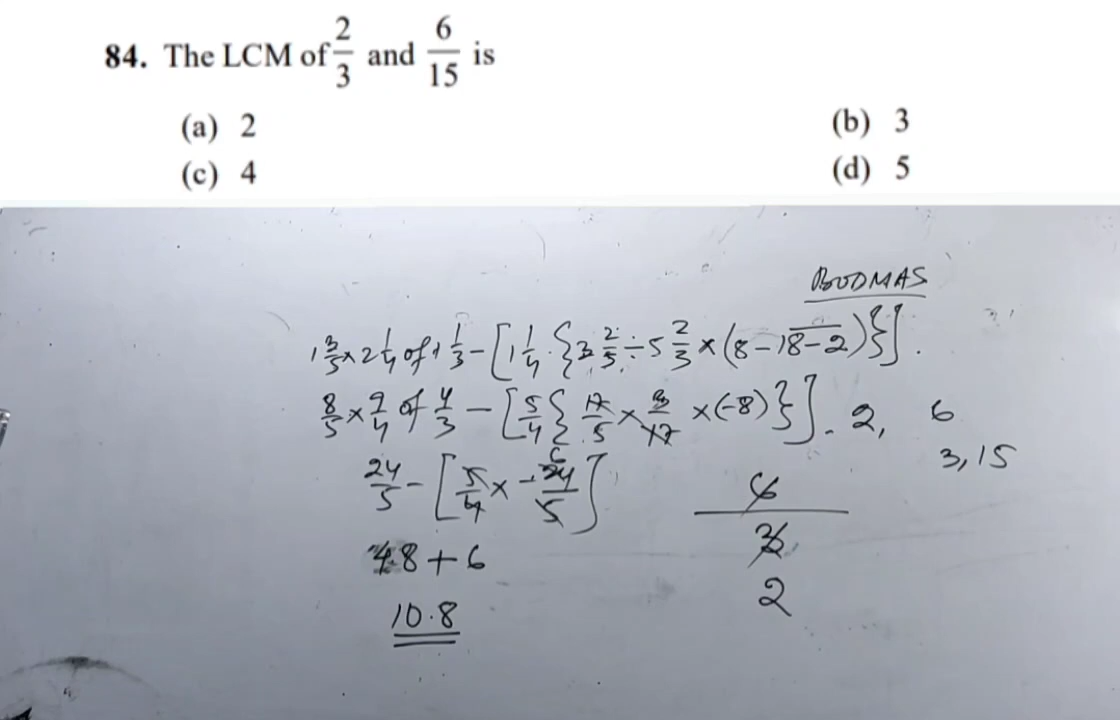 84. The LCM of 2/3 and 6/15 is
(a) 2
(b) 3
(c) 4
(d) 5
BODMAS
1 3/5 × 2 1/4 of 1 1/3 − [1 1/4 {3 2/5 ÷ 5 2/3 × (8 − 18−2)}].
8/5 × 9/4 of 4/3 − [5/4 { 17/5 × 3/17 × (−8)}].
24/5 − [5/4 × −24/5]
6
4.8 + 6
10.8
2, 6
3, 15
6
3
2